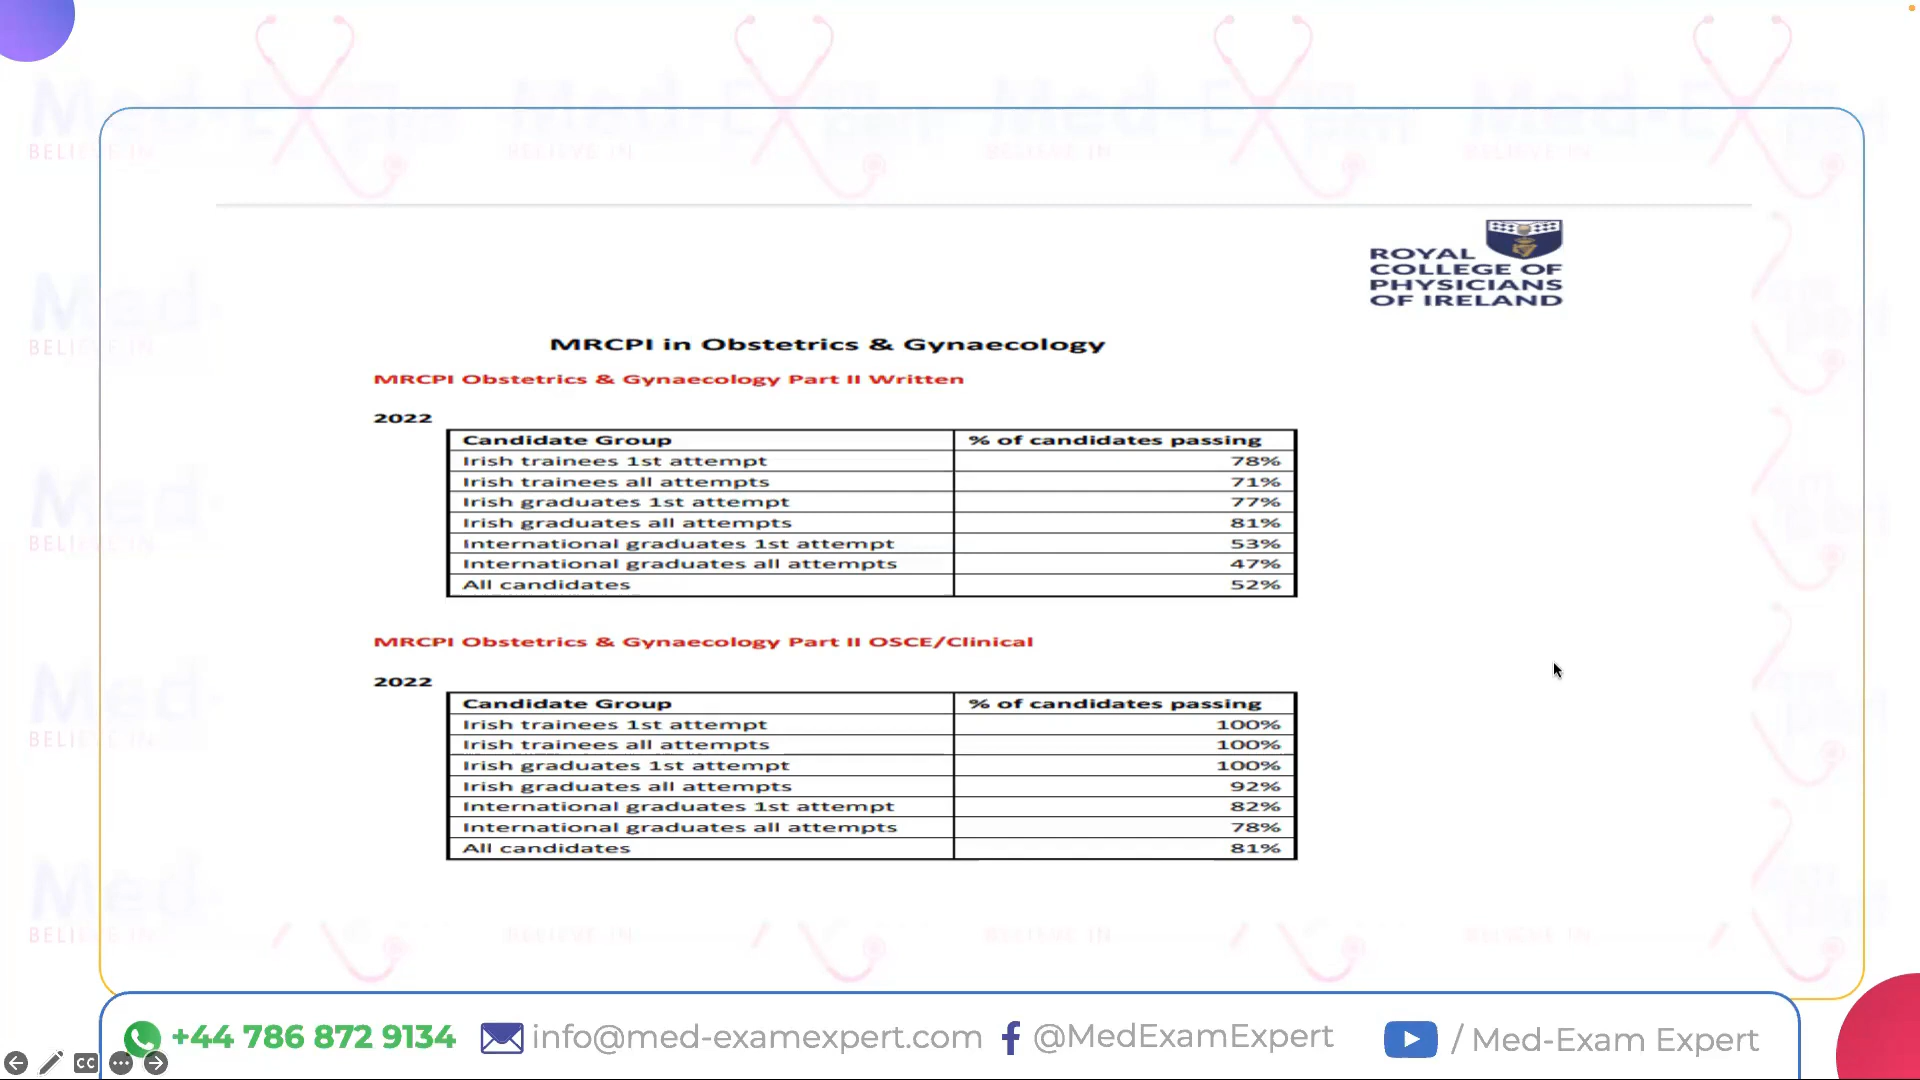 ROYAL
COLLEGE OF
PHYSICIANS
OF IRELAND
MRCPI in Obstetrics & Gynaecology
MRCPI Obstetrics & Gynaecology Part II Written
2022
Candidate Group % of candidates passing
Irish trainees 1st attempt 78%
Irish trainees all attempts 71%
Irish graduates 1st attempt 77%
Irish graduates all attempts 81%
International graduates 1st attempt 53%
International graduates all attempts 47%
All candidates 52%
MRCPI Obstetrics & Gynaecology Part II OSCE/Clinical
2022
Candidate Group % of candidates passing
Irish trainees 1st attempt 100%
Irish trainees all attempts 100%
Irish graduates 1st attempt 100%
Irish graduates all attempts 92%
International graduates 1st attempt 82%
International graduates all attempts 78%
All candidates 81%
+44 786 872 9134 info@med-examexpert.com @MedExamExpert / Med-Exam Expert
CC